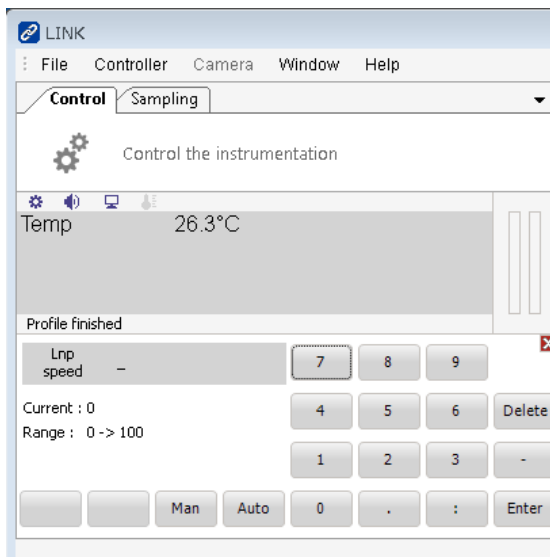 LINK
File Controller Camera Window Help
Control Sampling
Control the instrumentation
Temp 26.3°C
Profile finished
Lnp
speed –
7 8 9
Current : 0
4 5 6 Delete
Range : 0 -> 100
1 2 3 -
Man Auto 0 . : Enter